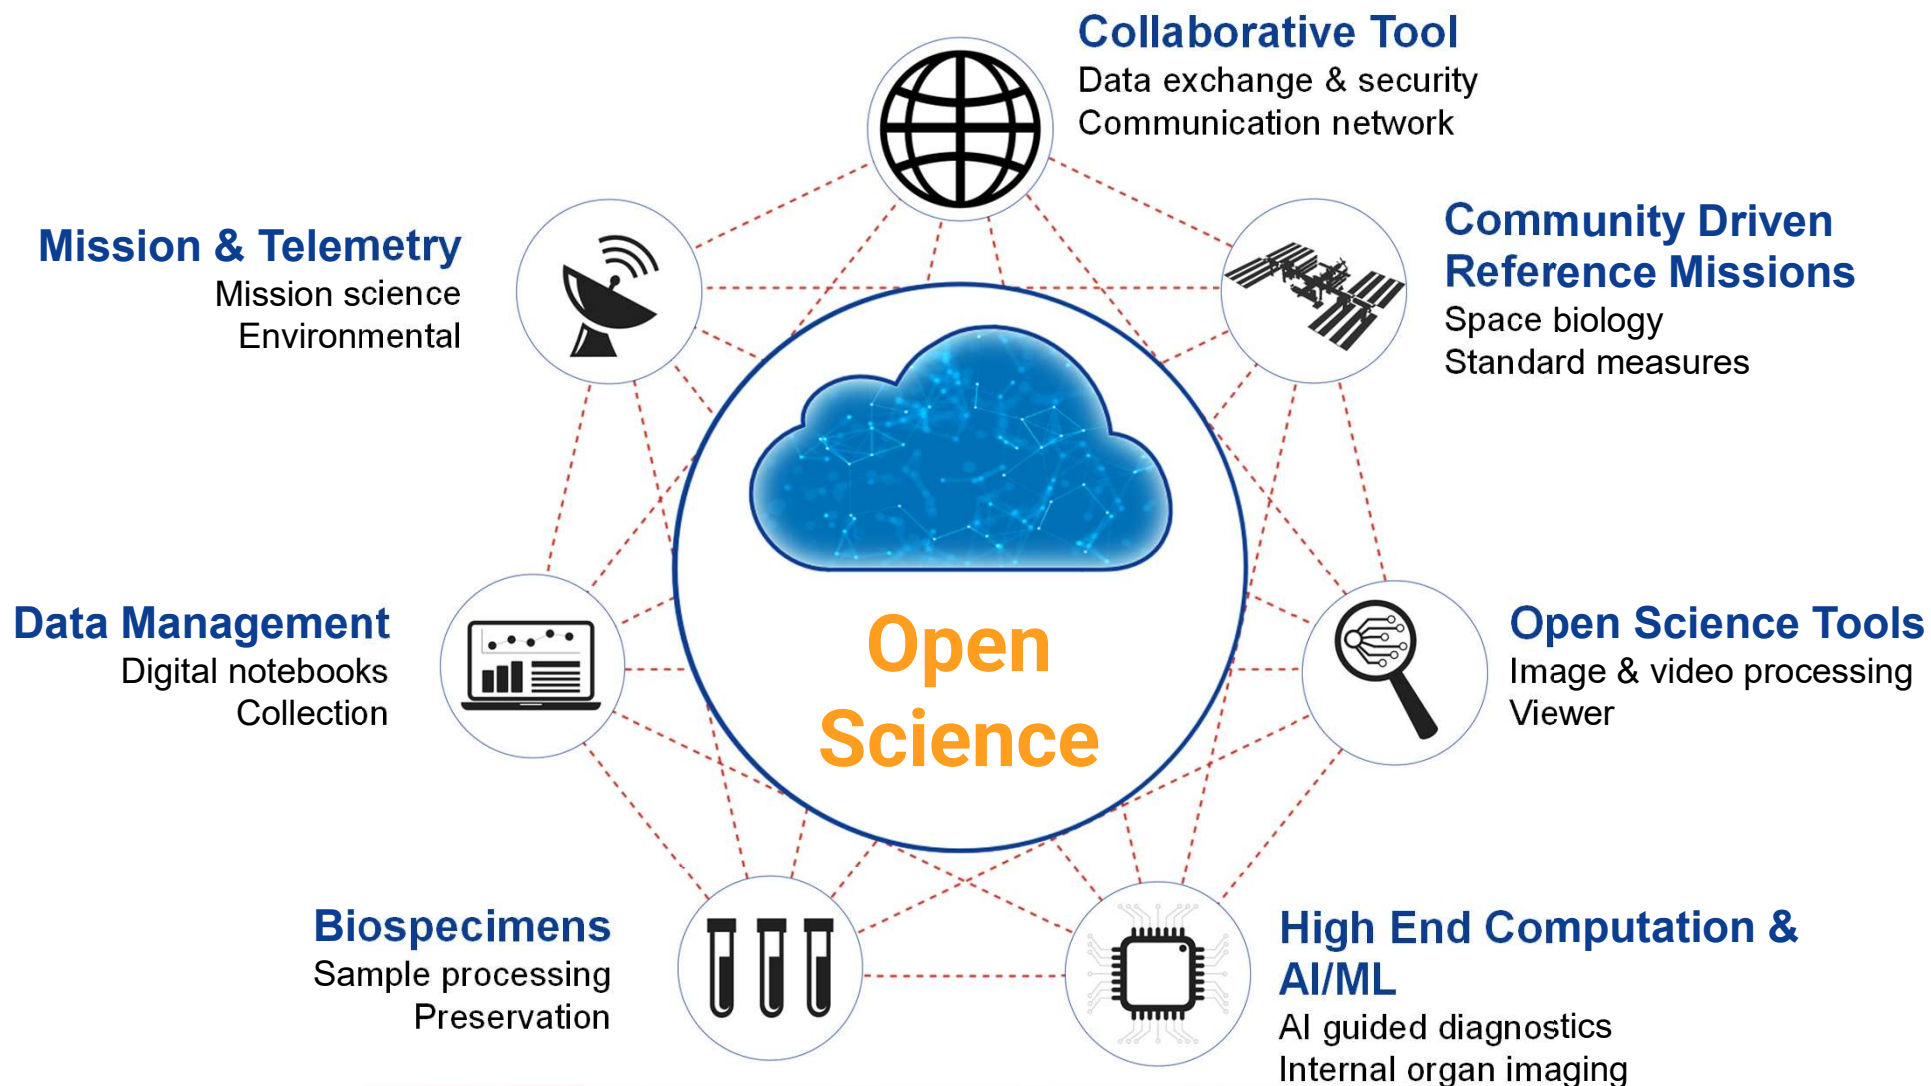 Collaborative Tool
Data exchange & security
Communication network
Mission & Telemetry
Mission science
Environmental
Community Driven
Reference Missions
Space biology
Standard measures
Open
Science
Data Management
Digital notebooks
Collection
Open Science Tools
Image & video processing
Viewer
Biospecimens
Sample processing
Preservation
High End Computation &
AI/ML
AI guided diagnostics
Internal organ imaging